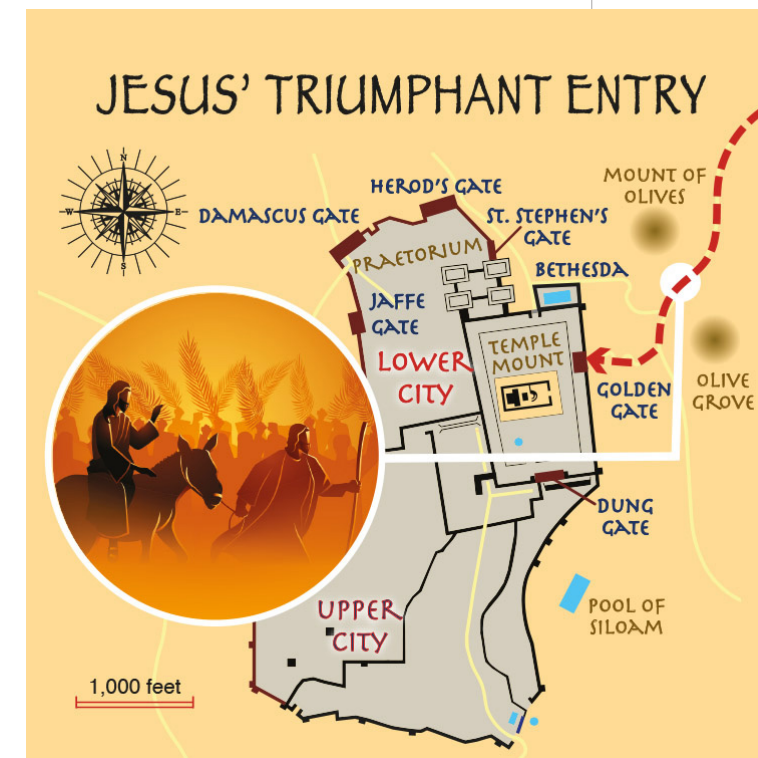 JESUS' TRIUMPHANT ENTRY
N
W
E
S
HEROD'S GATE
MOUNT OF
OLIVES
DAMASCUS GATE
ST. STEPHEN'S
GATE
PRAETORIUM
BETHESDA
JAFFE
GATE
TEMPLE
MOUNT
LOWER
CITY
GOLDEN
GATE
OLIVE
GROVE
DUNG
GATE
UPPER
CITY
POOL OF
SILOAM
1,000 feet